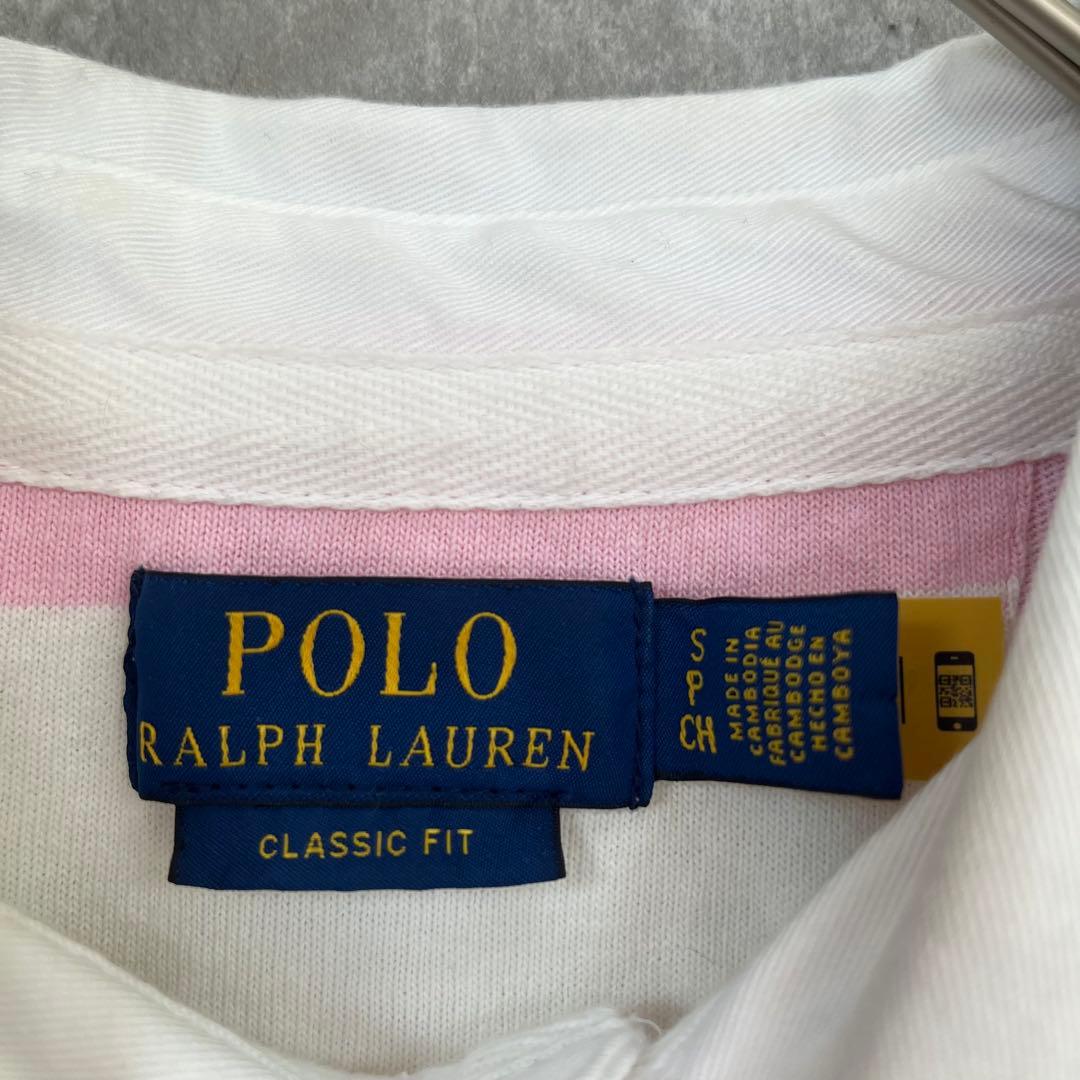 POLO
RALPH LAUREN
CLASSIC FIT
S
P
CH
MADE IN
CAMBODIA
FABRIQUÉ AU
CAMBODGE
HECHO EN
CAMBOYA